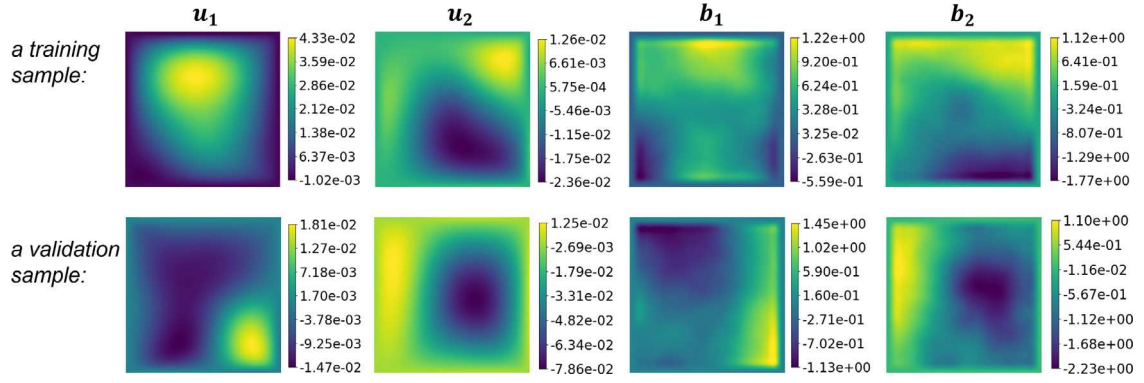 u₁ u₂ b₁ b₂
a training
sample:
4.33e-02
3.59e-02
2.86e-02
2.12e-02
1.38e-02
6.37e-03
-1.02e-03
1.26e-02
6.61e-03
5.75e-04
-5.46e-03
-1.15e-02
-1.75e-02
-2.36e-02
1.22e+00
9.20e-01
6.24e-01
3.28e-01
3.25e-02
-2.63e-01
-5.59e-01
1.12e+00
6.41e-01
1.59e-01
-3.24e-01
-8.07e-01
-1.29e+00
-1.77e+00
a validation
sample:
1.81e-02
1.27e-02
7.18e-03
1.70e-03
-3.78e-03
-9.25e-03
-1.47e-02
1.25e-02
-2.69e-03
-1.79e-02
-3.31e-02
-4.82e-02
-6.34e-02
-7.86e-02
1.45e+00
1.02e+00
5.90e-01
1.60e-01
-2.71e-01
-7.01e-01
-1.13e+00
1.10e+00
5.44e-01
-2.16e-02
-5.67e-01
-1.12e+00
-1.68e+00
-2.23e+00